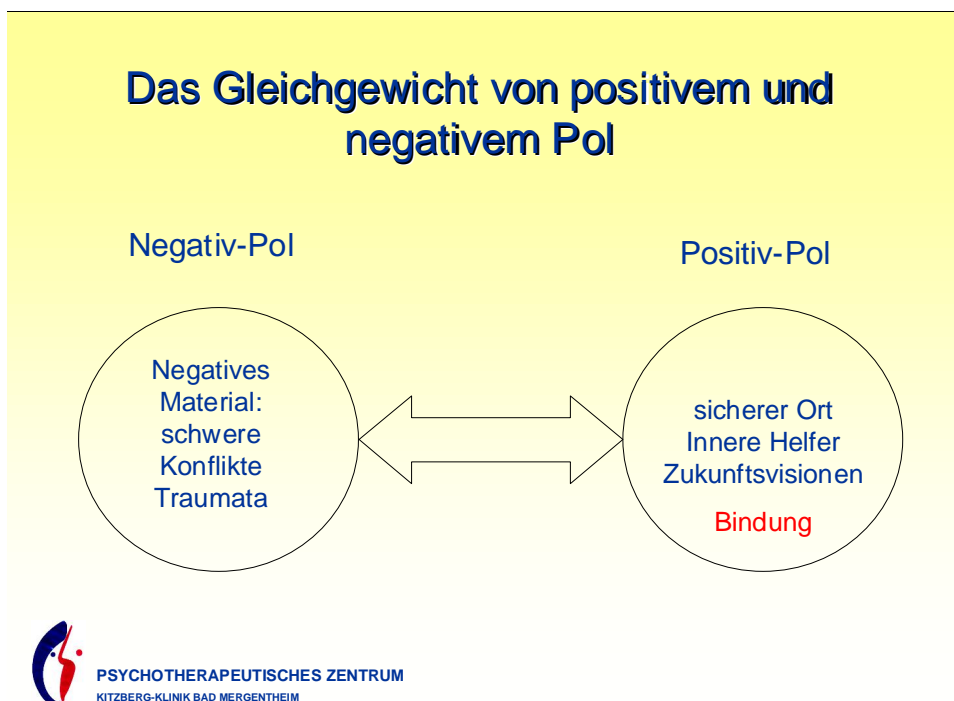 Das Gleichgewicht von positivem und
negativem Pol
Negativ-Pol
Positiv-Pol
Negatives
Material:
schwere
Konflikte
Traumata
sicherer Ort
Innere Helfer
Zukunftsvisionen
Bindung
PSYCHOTHERAPEUTISCHES ZENTRUM
KITZBERG-KLINIK BAD MERGENTHEIM